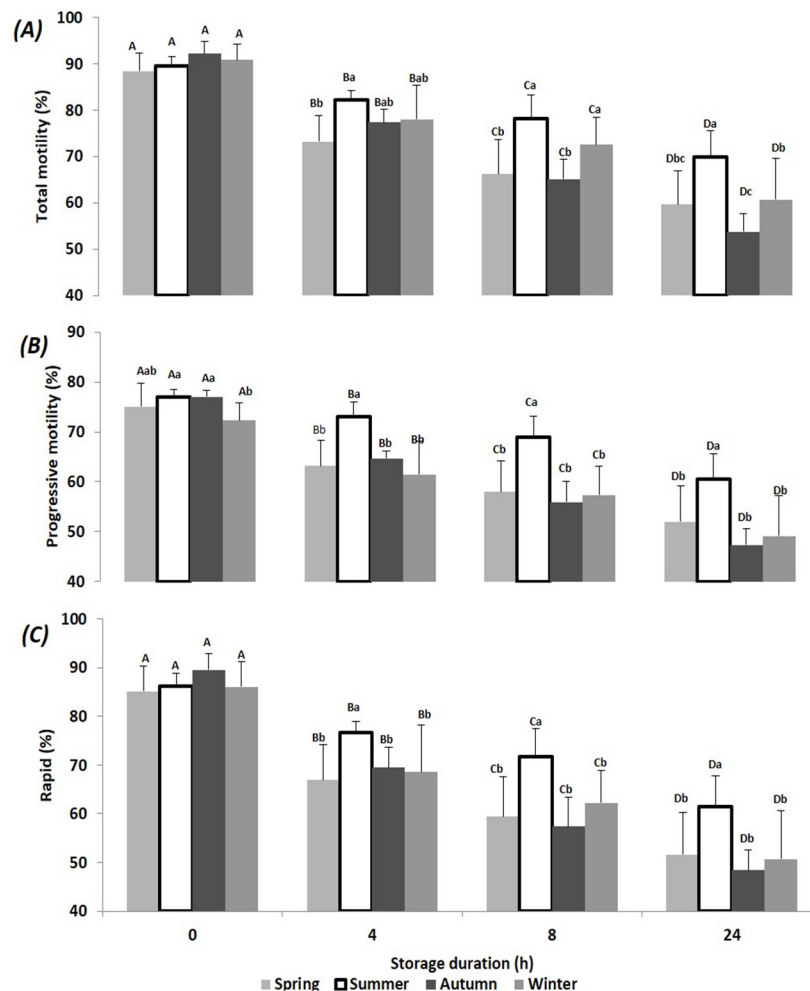 (A)
Total motility (%)
100
90
80
70
60
50
40
A A A A
Bb Ba Bab Bab
Cb Ca Cb Ca
Dbc Da Dc Db
(B)
Progressive motility (%)
90
80
70
60
50
40
Aab Aa Aa Ab
Bb Ba Bb Bb
Cb Ca Cb Cb
Db Da Db Db
(C)
Rapid (%)
100
90
80
70
60
50
40
A A A A
Bb Ba Bb Bb
Cb Ca Cb Cb
Db Da Db Db
0 4 8 24
Storage duration (h)
Spring Summer Autumn Winter